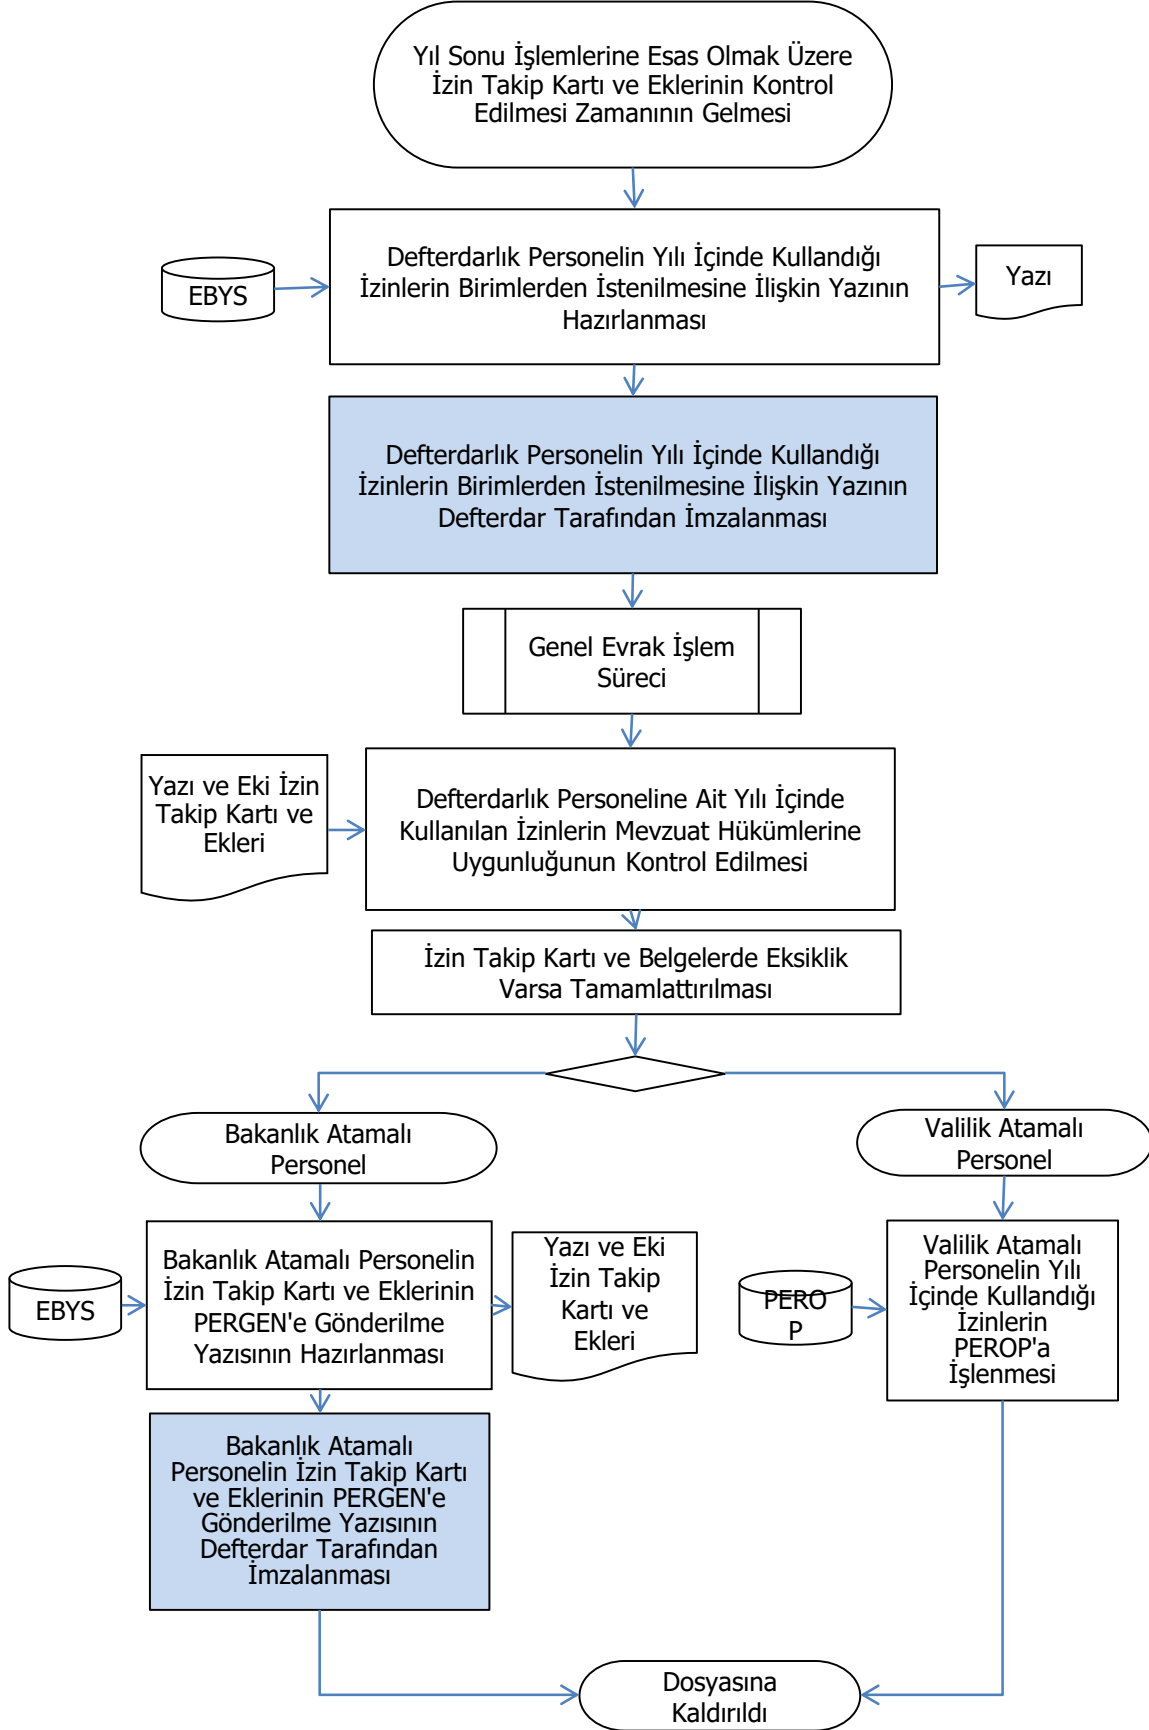 Yıl Sonu İşlemlerine Esas Olmak Üzere
İzin Takip Kartı ve Eklerinin Kontrol
Edilmesi Zamanının Gelmesi
EBYS
Defterdarlık Personelin Yılı İçinde Kullandığı
İzinlerin Birimlerden İstenilmesine İlişkin Yazının
Hazırlanması
Yazı
Defterdarlık Personelin Yılı İçinde Kullandığı
İzinlerin Birimlerden İstenilmesine İlişkin Yazının
Defterdar Tarafından İmzalanması
Genel Evrak İşlem
Süreci
Yazı ve Eki İzin
Takip Kartı ve
Ekleri
Defterdarlık Personeline Ait Yılı İçinde
Kullanılan İzinlerin Mevzuat Hükümlerine
Uygunluğunun Kontrol Edilmesi
İzin Takip Kartı ve Belgelerde Eksiklik
Varsa Tamamlattırılması
Bakanlık Atamalı
Personel
Valilik Atamalı
Personel
EBYS
Bakanlık Atamalı Personelin
İzin Takip Kartı ve Eklerinin
PERGEN'e Gönderilme
Yazısının Hazırlanması
Yazı ve Eki
İzin Takip
Kartı ve
Ekleri
PERO
P
Valilik Atamalı
Personelin Yılı
İçinde Kullandığı
İzinlerin
PEROP'a
İşlenmesi
Bakanlık Atamalı
Personelin İzin Takip Kartı
ve Eklerinin PERGEN'e
Gönderilme Yazısının
Defterdar Tarafından
İmzalanması
Dosyasına
Kaldırıldı